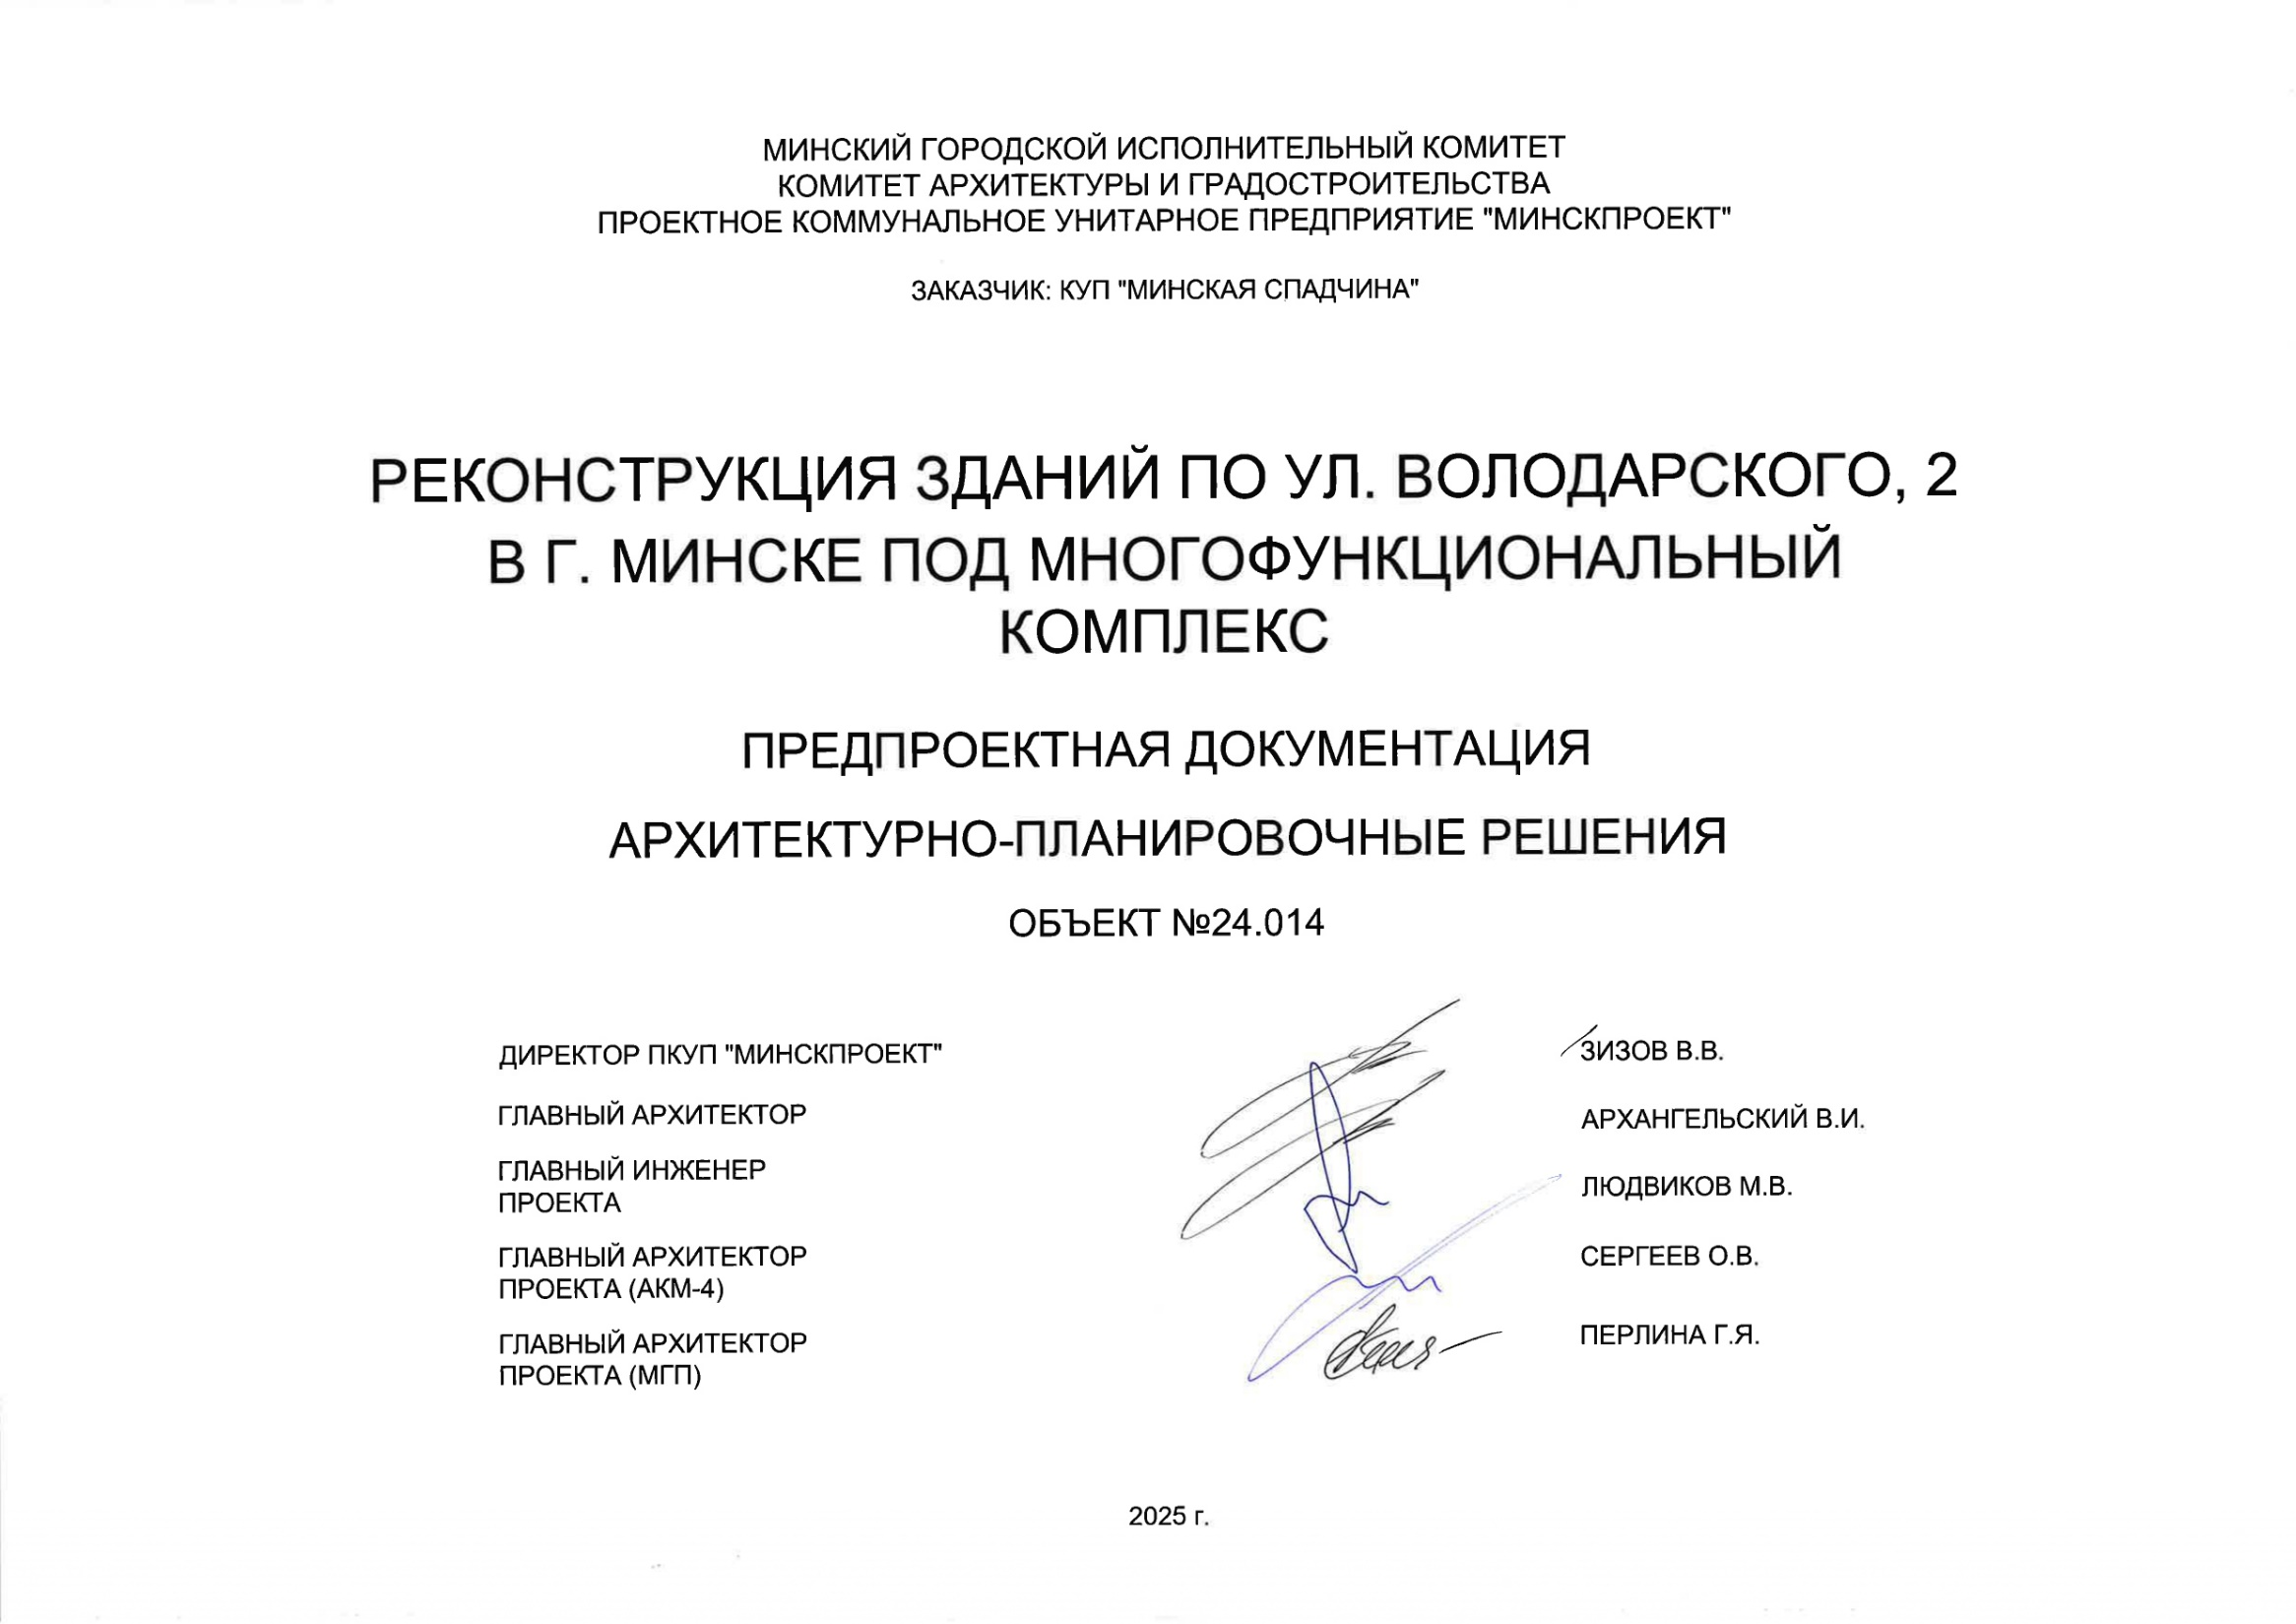 МИНСКИЙ ГОРОДСКОЙ ИСПОЛНИТЕЛЬНЫЙ КОМИТЕТ
КОМИТЕТ АРХИТЕКТУРЫ И ГРАДОСТРОИТЕЛЬСТВА
ПРОЕКТНОЕ КОММУНАЛЬНОЕ УНИТАРНОЕ ПРЕДПРИЯТИЕ "МИНСКПРОЕКТ"
ЗАКАЗЧИК: КУП "МИНСКАЯ СПАДЧИНА"
РЕКОНСТРУКЦИЯ ЗДАНИЙ ПО УЛ. ВОЛОДАРСКОГО, 2
В Г. МИНСКЕ ПОД МНОГОФУНКЦИОНАЛЬНЫЙ
КОМПЛЕКС
ПРЕДПРОЕКТНАЯ ДОКУМЕНТАЦИЯ
АРХИТЕКТУРНО-ПЛАНИРОВОЧНЫЕ РЕШЕНИЯ
ОБЪЕКТ №24.014
ДИРЕКТОР ПКУП "МИНСКПРОЕКТ" ЗИЗОВ В.В.
ГЛАВНЫЙ АРХИТЕКТОР АРХАНГЕЛЬСКИЙ В.И.
ГЛАВНЫЙ ИНЖЕНЕР
ПРОЕКТА ЛЮДВИКОВ М.В.
ГЛАВНЫЙ АРХИТЕКТОР СЕРГЕЕВ О.В.
ПРОЕКТА (АКМ-4)
ГЛАВНЫЙ АРХИТЕКТОР ПЕРЛИНА Г.Я.
ПРОЕКТА (МГП)
2025 г.